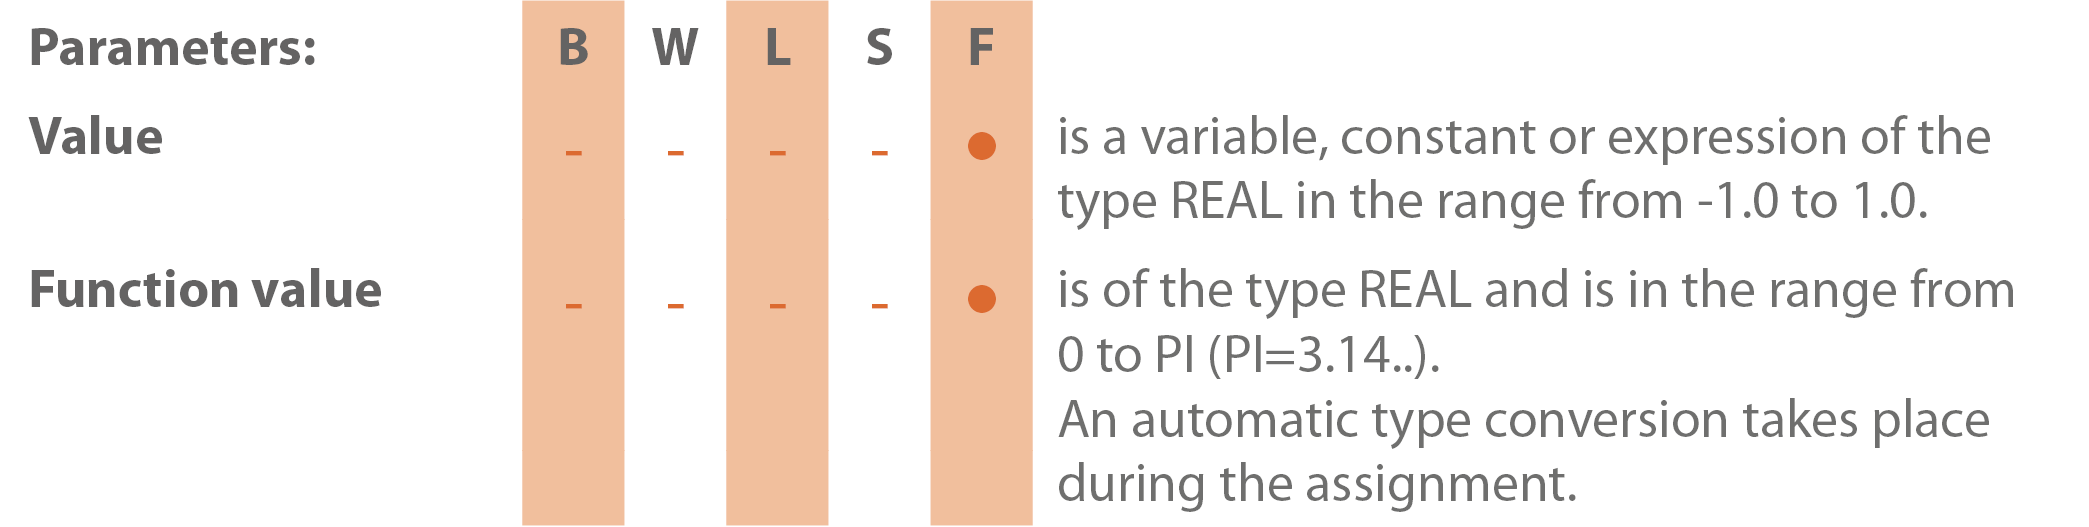 Parameters: B W L S F
Value - - - - ● is a variable, constant or expression of the
type REAL in the range from -1.0 to 1.0.
Function value - - - - ● is of the type REAL and is in the range from
0 to PI (PI=3.14..).
An automatic type conversion takes place
during the assignment.